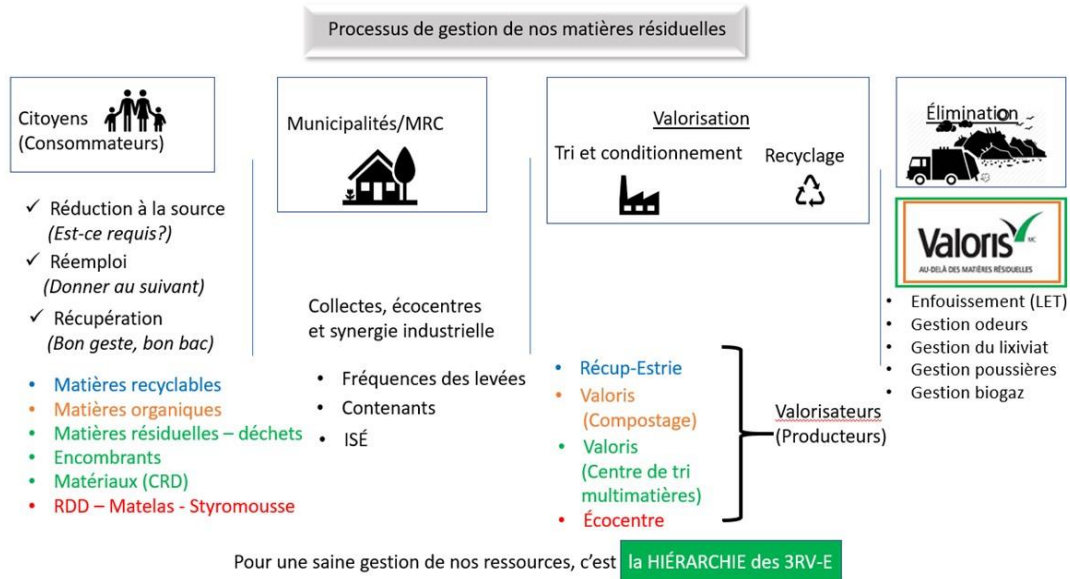 Processus de gestion de nos matières résiduelles
Citoyens
(Consommateurs)
✓ Réduction à la source
(Est-ce requis?)
✓ Réemploi
(Donner au suivant)
✓ Récupération
(Bon geste, bon bac)
• Matières recyclables
• Matières organiques
• Matières résiduelles – déchets
• Encombrants
• Matériaux (CRD)
• RDD – Matelas - Styromousse
Municipalités/MRC
Collectes, écocentres
et synergie industrielle
• Fréquences des levées
• Contenants
• ISÉ
Valorisation
Tri et conditionnement
Recyclage
• Récup-Estrie
• Valoris
(Compostage)
• Valoris
(Centre de tri
multimatières)
• Écocentre
Valorisateurs
(Producteurs)
Élimination
Valoris MC
AU-DELÀ DES MATIÈRES RÉSIDUELLES
• Enfouissement (LET)
• Gestion odeurs
• Gestion du lixiviat
• Gestion poussières
• Gestion biogaz
Pour une saine gestion de nos ressources, c'est la HIÉRARCHIE des 3RV-E